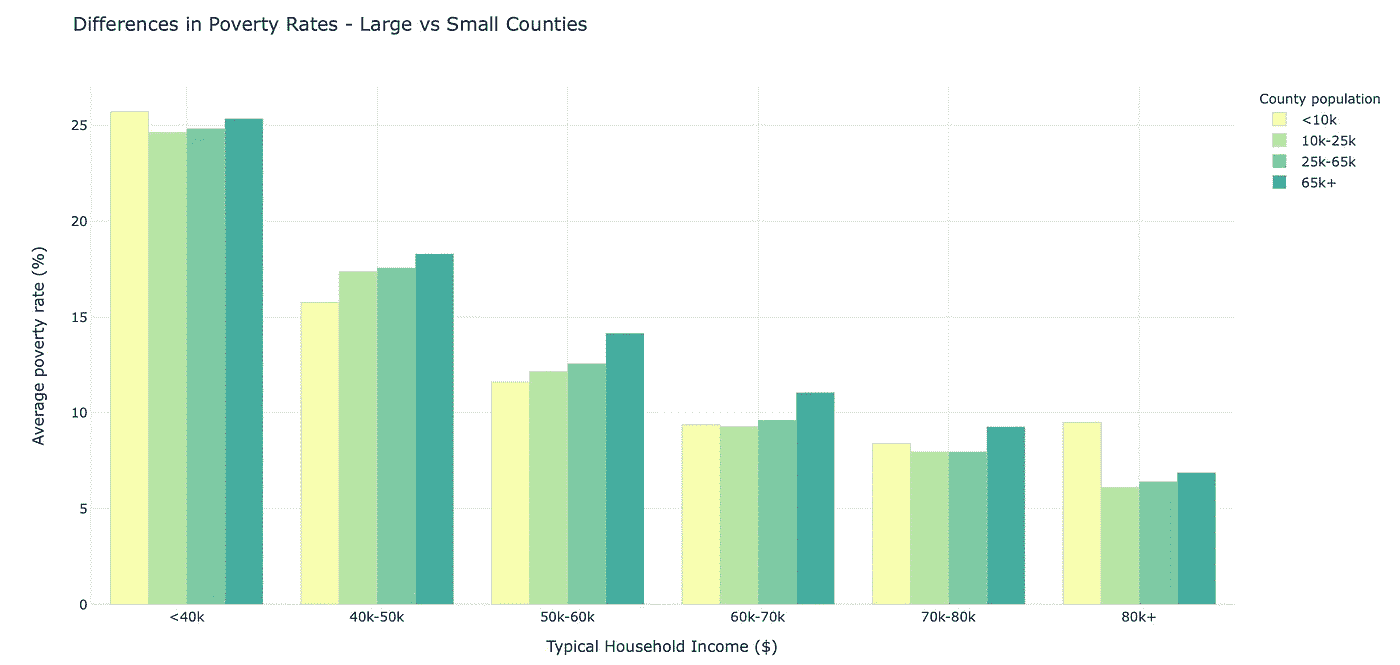 Differences in Poverty Rates - Large vs Small Counties
County population
<10k
10k-25k
25k-65k
65k+
Average poverty rate (%)
25
20
15
10
5
0
<40k 40k-50k 50k-60k 60k-70k 70k-80k 80k+
Typical Household Income ($)